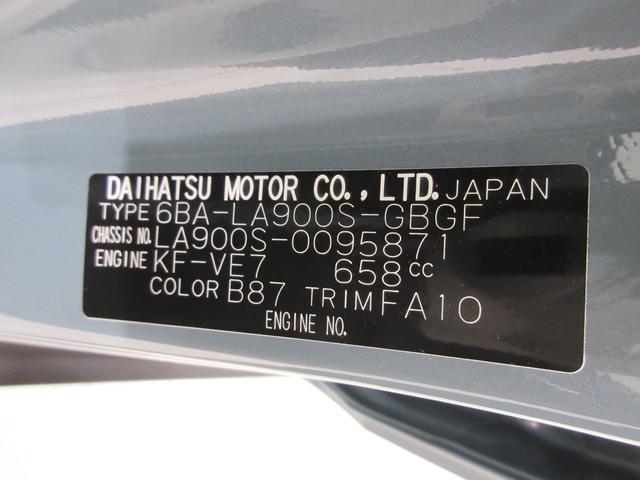 DAIHATSU MOTOR CO., LTD. JAPAN
TYPE 6BA-LA900S-GBGF
CHASSIS NO. LA900S-0095871
ENGINE KF-VE7 658cc
COLOR B87 TRIM FA10
ENGINE NO.